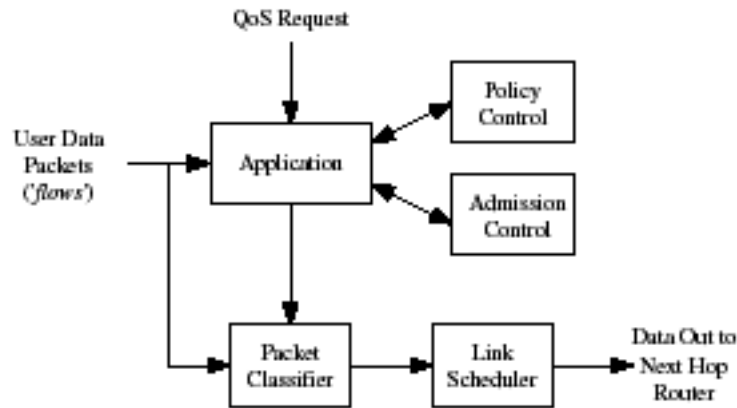 QoS Request
Policy
Control
User Data
Packets
('flows')
Application
Admission
Control
Packet
Classifier
Link
Scheduler
Data Out to
Next Hop
Router